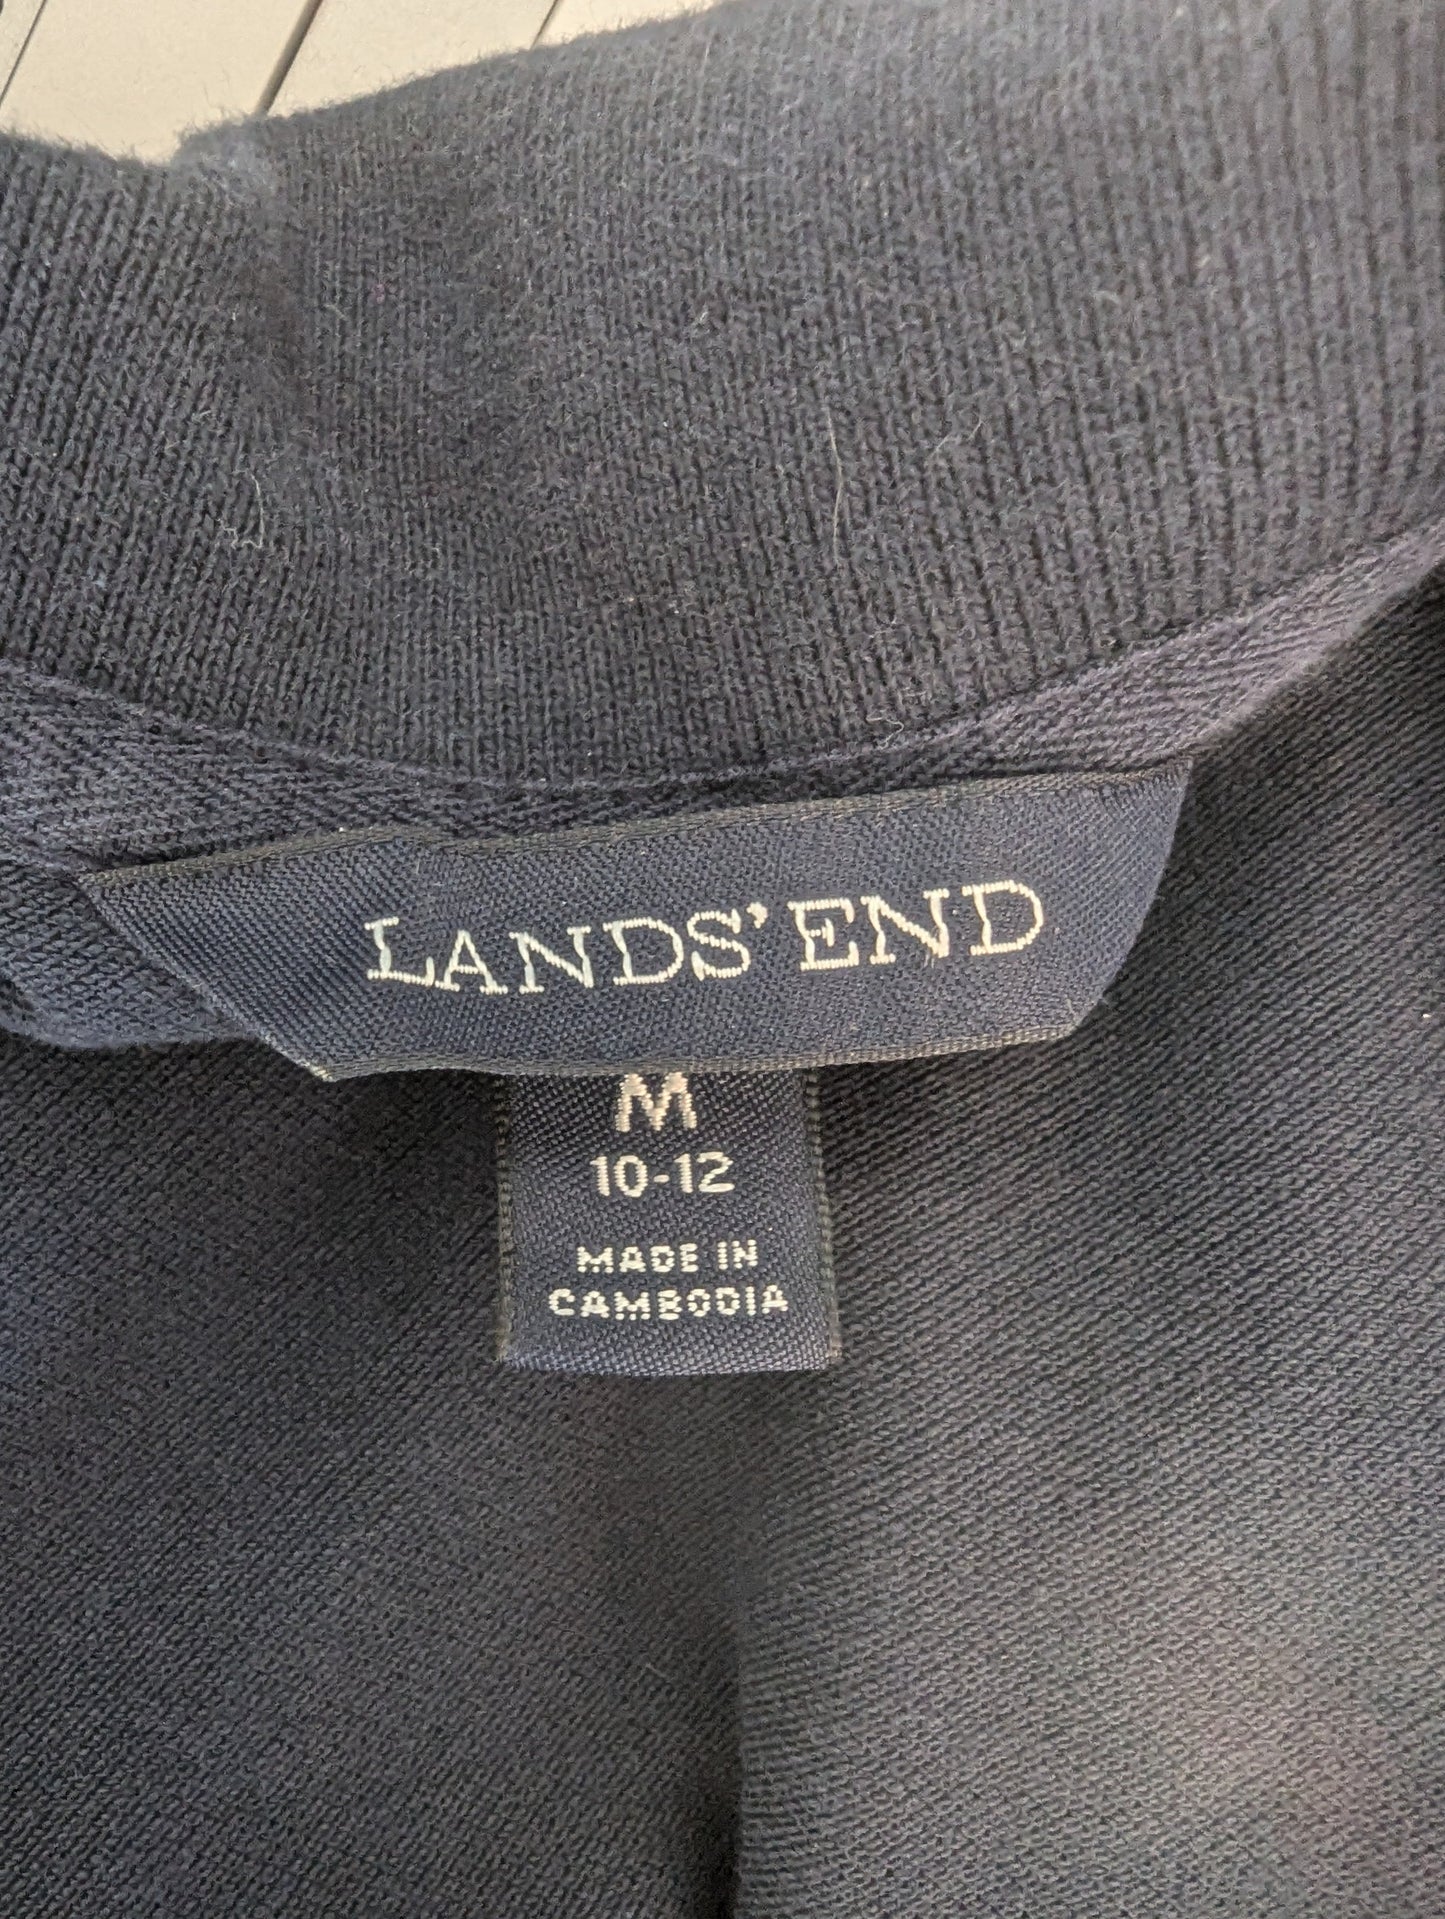 LANDS' END
M
10-12
MADE IN
CAMBODIA